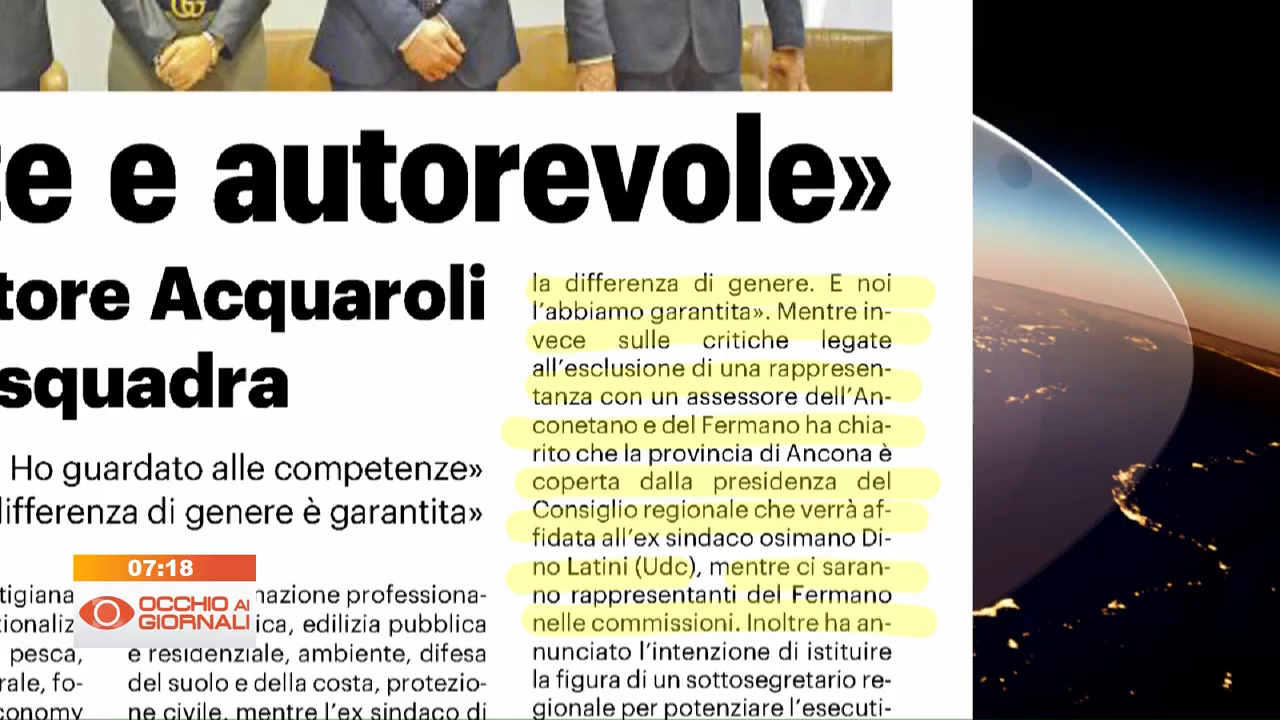 e e autorevole»
tore Acquaroli
squadra
Ho guardato alle competenze»
differenza di genere è garantita»
la differenza di genere. E noi
l'abbiamo garantita». Mentre in-
vece sulle critiche legate
all'esclusione di una rappresen-
tanza con un assessore dell'An-
conetano e del Fermano ha chia-
rito che la provincia di Ancona è
coperta dalla presidenza del
Consiglio regionale che verrà af-
fidata all'ex sindaco osimano Di-
no Latini (Udc), mentre ci saran-
no rappresentanti del Fermano
nelle commissioni. Inoltre ha an-
nunciato l'intenzione di istituire
la figura di un sottosegretario re-
gionale per potenziare l'esecuti-
07:18
OCCHIO AI
GIORNALI
tigiana
ionaliz
pesca,
rale, fo-
conomy
nazione professiona-
ica, edilizia pubblica
e residenziale, ambiente, difesa
del suolo e della costa, protezio-
ne civile, mentre l'ex sindaco di